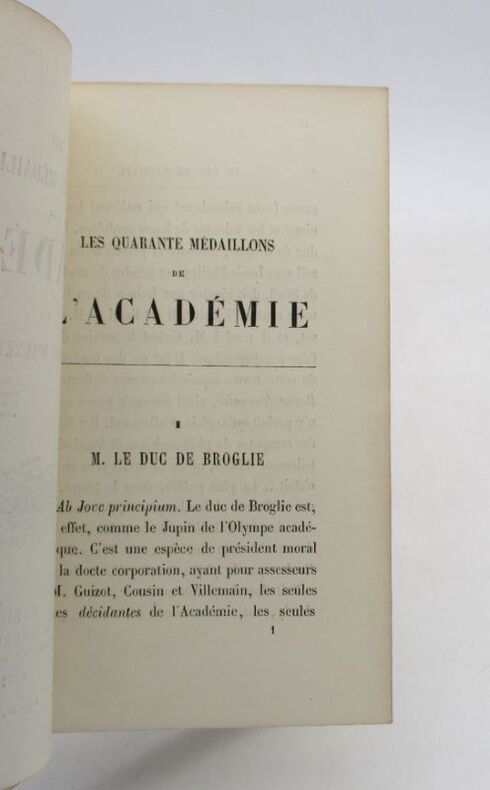 LES QUARANTE MÉDAILLONS
DE
L'ACADÉMIE
I
M. LE DUC DE BROGLIE
Ab Jove principium. Le duc de Broglie est,
effet, comme le Jupin de l'Olympe acadé-
que. C'est une espèce de président moral
la docte corporation, ayant pour assesseurs
M. Guizot, Cousin et Villemain, les seules
es décidantes de l'Académie, les seules
1